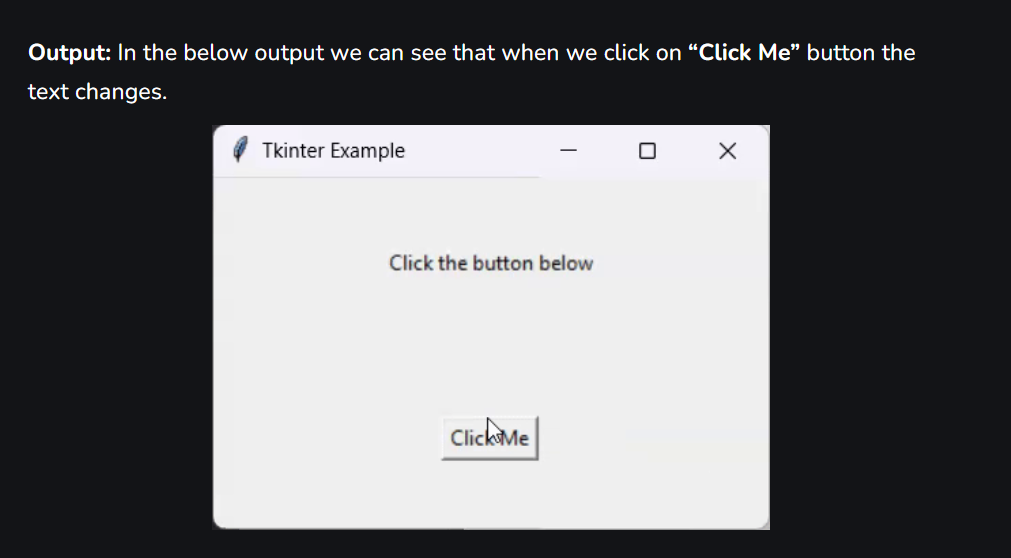 Output: In the below output we can see that when we click on “Click Me” button the
text changes.
Tkinter Example
Click the button below
Click Me